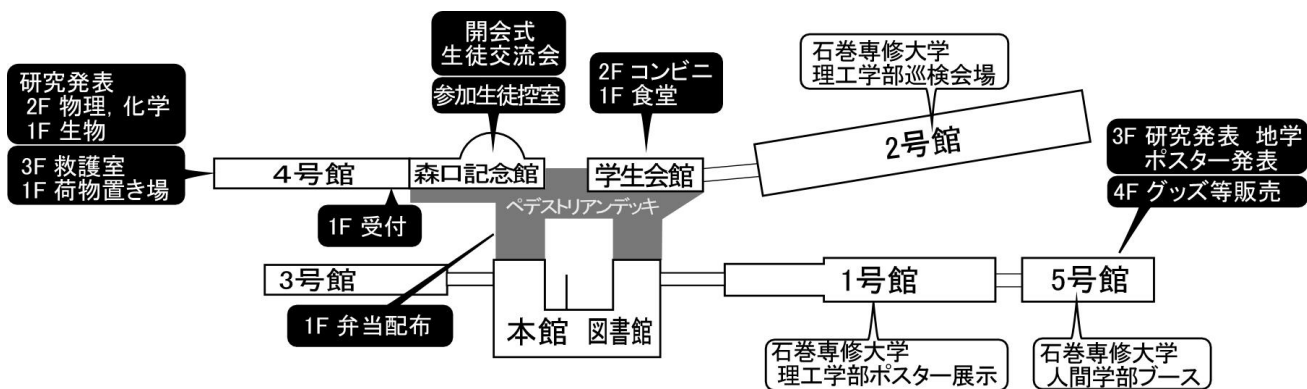 開会式
生徒交流会
参加生徒控室
2F コンビニ
1F 食堂
石巻専修大学
理工学部巡検会場
研究発表
2F 物理, 化学
1F 生物
3F 救護室
1F 荷物置き場
3F 研究発表 地学
ポスター発表
4F グッズ等販売
4号館
森口記念館
学生会館
2号館
ペデストリアンデッキ
1F 受付
3号館
1号館
5号館
1F 弁当配布
本館
図書館
石巻専修大学
理工学部ポスター展示
石巻専修大学
人間学部ブース